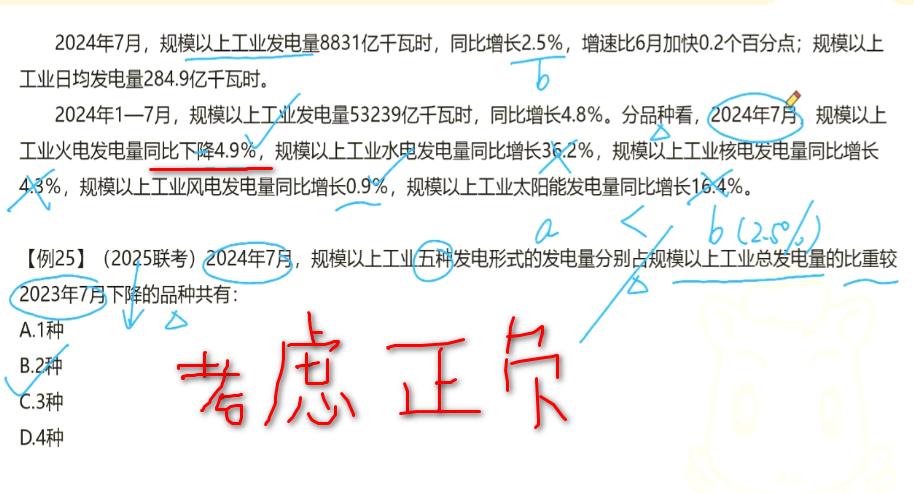 2024年7月，规模以上工业发电量8831亿千瓦时，同比增长2.5%，增速比6月加快0.2个百分点；规模以上
工业日均发电量284.9亿千瓦时。
b
2024年1—7月，规模以上工业发电量53239亿千瓦时，同比增长4.8%。分品种看，2024年7月，规模以上
工业火电发电量同比下降4.9%，规模以上工业水电发电量同比增长36.2%，规模以上工业核电发电量同比增长
4.3%，规模以上工业风电发电量同比增长0.9%，规模以上工业太阳能发电量同比增长16.4%。
a < b (2.5%)
【例25】（2025联考）2024年7月，规模以上工业五种发电形式的发电量分别占规模以上工业总发电量的比重较
2023年7月下降的品种共有：
A.1种
B.2种
C.3种
D.4种
考虑正负